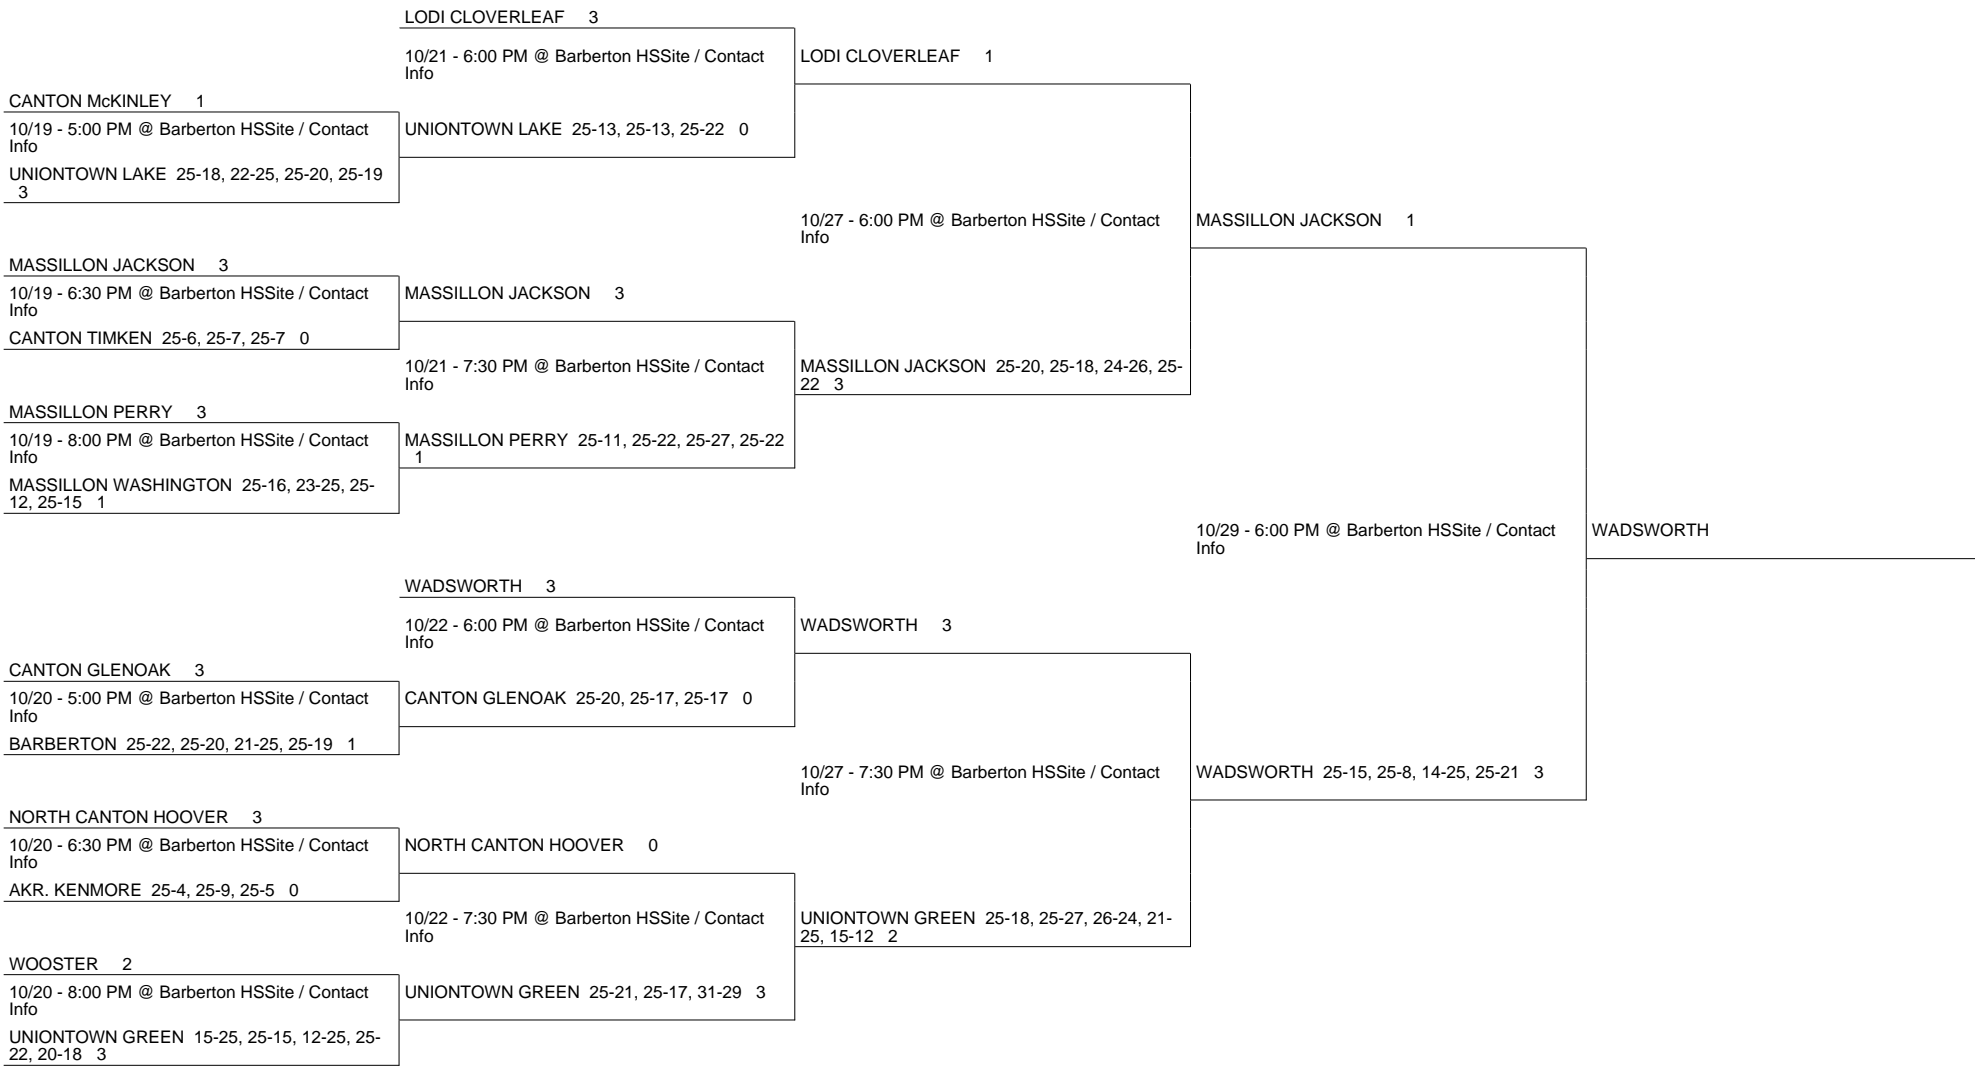 LODI CLOVERLEAF 3
10/21 - 6:00 PM @ Barberton HSSite / Contact
Info
LODI CLOVERLEAF 1
CANTON McKINLEY 1
10/19 - 5:00 PM @ Barberton HSSite / Contact
Info
UNIONTOWN LAKE 25-13, 25-13, 25-22 0
UNIONTOWN LAKE 25-18, 22-25, 25-20, 25-19
3
10/27 - 6:00 PM @ Barberton HSSite / Contact
Info
MASSILLON JACKSON 1
MASSILLON JACKSON 3
10/19 - 6:30 PM @ Barberton HSSite / Contact
Info
MASSILLON JACKSON 3
CANTON TIMKEN 25-6, 25-7, 25-7 0
10/21 - 7:30 PM @ Barberton HSSite / Contact
Info
MASSILLON JACKSON 25-20, 25-18, 24-26, 25-
22 3
MASSILLON PERRY 3
10/19 - 8:00 PM @ Barberton HSSite / Contact
Info
MASSILLON PERRY 25-11, 25-22, 25-27, 25-22
1
MASSILLON WASHINGTON 25-16, 23-25, 25-
12, 25-15 1
10/29 - 6:00 PM @ Barberton HSSite / Contact
Info
WADSWORTH
WADSWORTH 3
10/22 - 6:00 PM @ Barberton HSSite / Contact
Info
WADSWORTH 3
CANTON GLENOAK 3
10/20 - 5:00 PM @ Barberton HSSite / Contact
Info
CANTON GLENOAK 25-20, 25-17, 25-17 0
BARBERTON 25-22, 25-20, 21-25, 25-19 1
10/27 - 7:30 PM @ Barberton HSSite / Contact
Info
WADSWORTH 25-15, 25-8, 14-25, 25-21 3
NORTH CANTON HOOVER 3
10/20 - 6:30 PM @ Barberton HSSite / Contact
Info
NORTH CANTON HOOVER 0
AKR. KENMORE 25-4, 25-9, 25-5 0
10/22 - 7:30 PM @ Barberton HSSite / Contact
Info
UNIONTOWN GREEN 25-18, 25-27, 26-24, 21-
25, 15-12 2
WOOSTER 2
10/20 - 8:00 PM @ Barberton HSSite / Contact
Info
UNIONTOWN GREEN 25-21, 25-17, 31-29 3
UNIONTOWN GREEN 15-25, 25-15, 12-25, 25-
22, 20-18 3